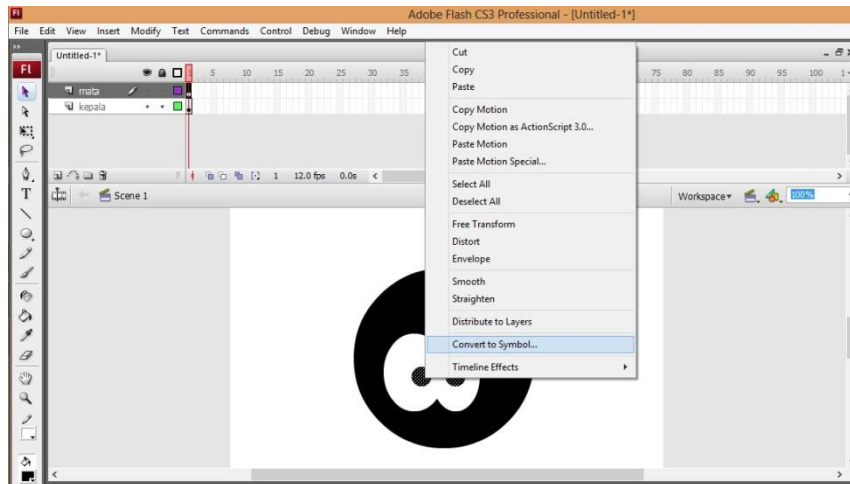 Fl Adobe Flash CS3 Professional - [Untitled-1*]
File Edit View Insert Modify Text Commands Control Debug Window Help
Untitled-1*
Fl
5 10 15 20 25 30 35 75 80 85 90 95 100
mata
kepala
1 12.0 fps 0.0s
Scene 1
Workspace 100%
T
Cut
Copy
Paste
Copy Motion
Copy Motion as ActionScript 3.0...
Paste Motion
Paste Motion Special...
Select All
Deselect All
Free Transform
Distort
Envelope
Smooth
Straighten
Distribute to Layers
Convert to Symbol...
Timeline Effects